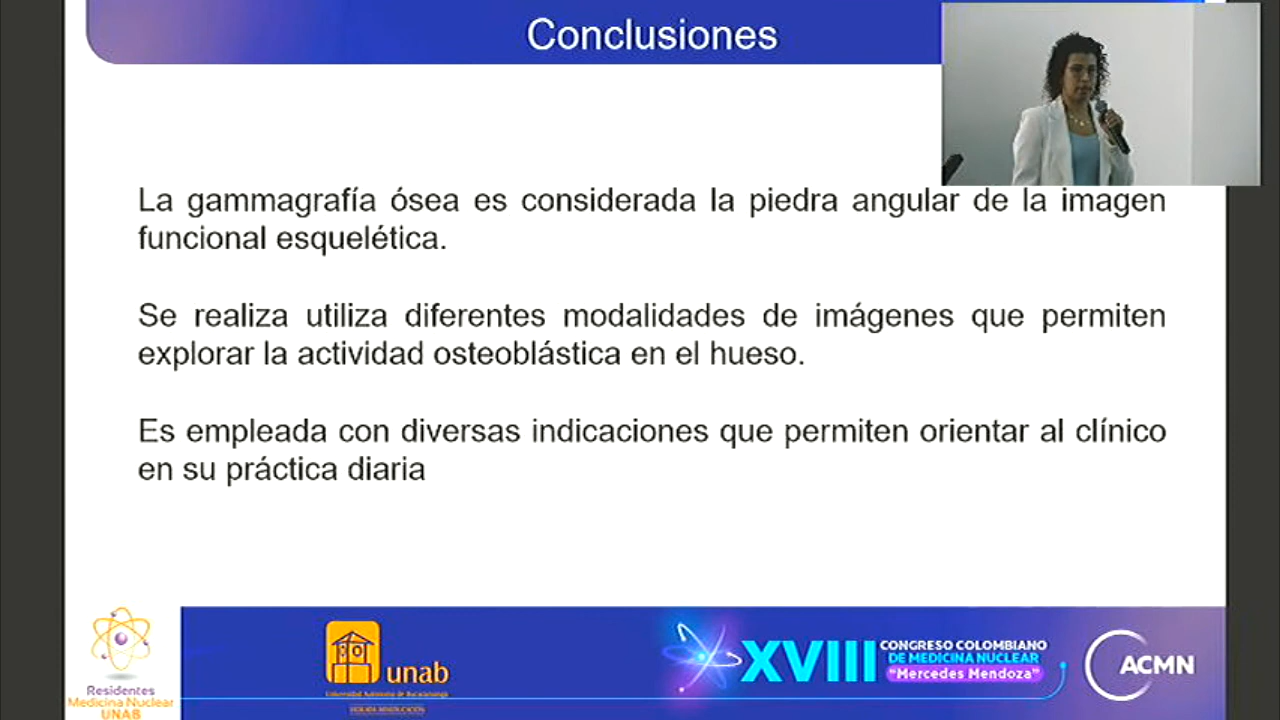 Conclusiones
La gammagrafía ósea es considerada la piedra angular de la imagen
funcional esquelética.
Se realiza utiliza diferentes modalidades de imágenes que permiten
explorar la actividad osteoblástica en el hueso.
Es empleada con diversas indicaciones que permiten orientar al clínico
en su práctica diaria
Residentes
Medicina Nuclear
UNAB
unab
Universidad Autónoma de Bucaramanga
VIGILADA MINEDUCACIÓN
XVIII
CONGRESO COLOMBIANO
DE MEDICINA NUCLEAR
"Mercedes Mendoza"
ACMN